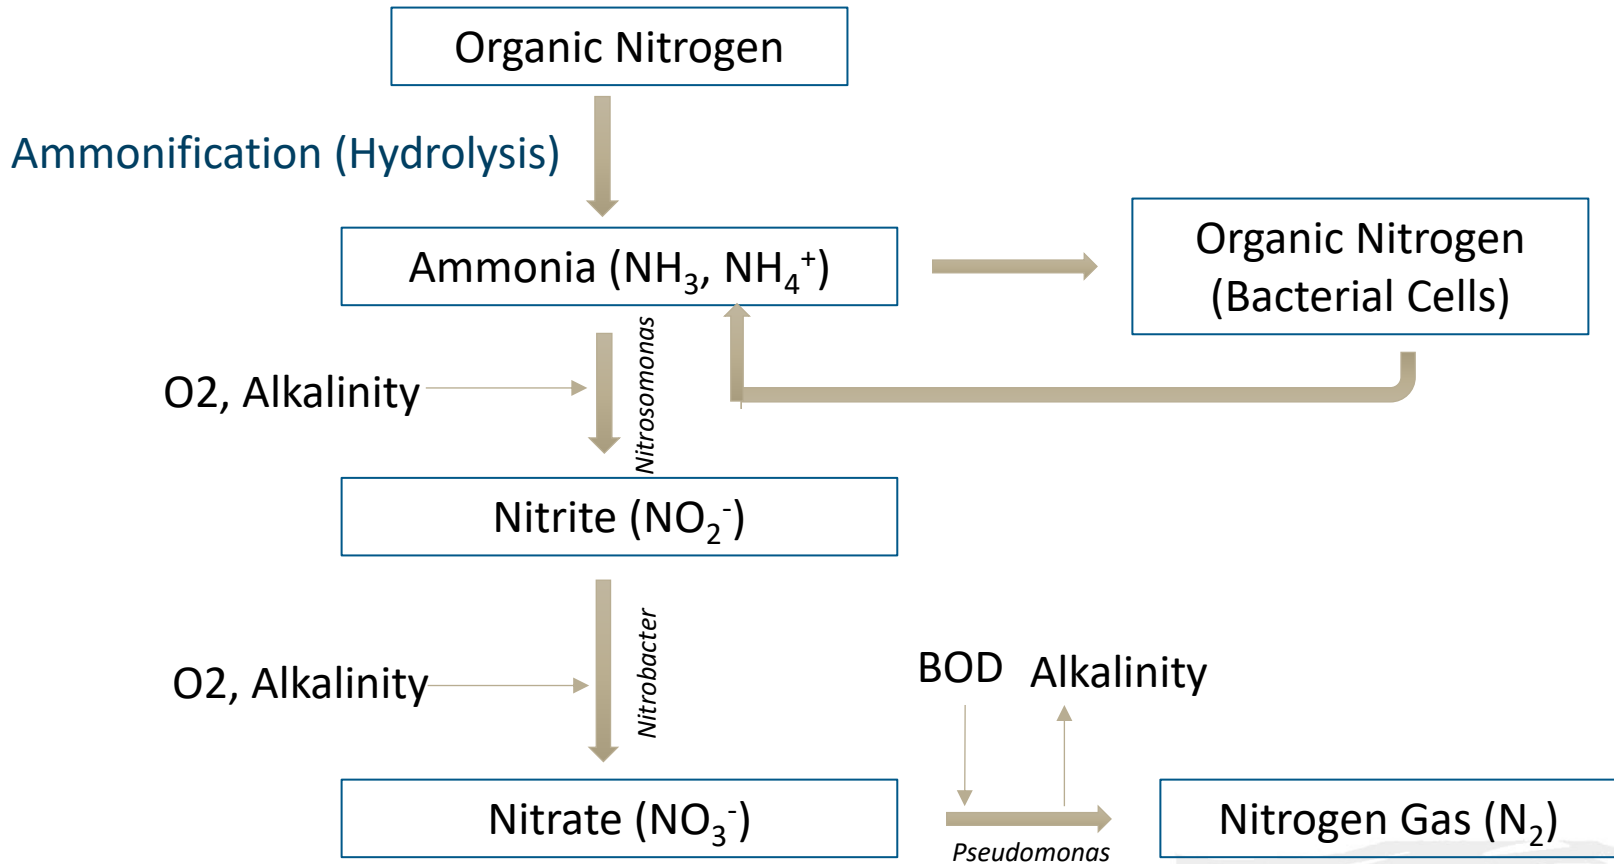 Organic Nitrogen
Ammonification (Hydrolysis)
Ammonia (NH₃, NH₄⁺)
Organic Nitrogen
(Bacterial Cells)
Nitrosomonas
O2, Alkalinity
Nitrite (NO₂⁻)
Nitrobacter
O2, Alkalinity
BOD
Alkalinity
Nitrate (NO₃⁻)
Pseudomonas
Nitrogen Gas (N₂)